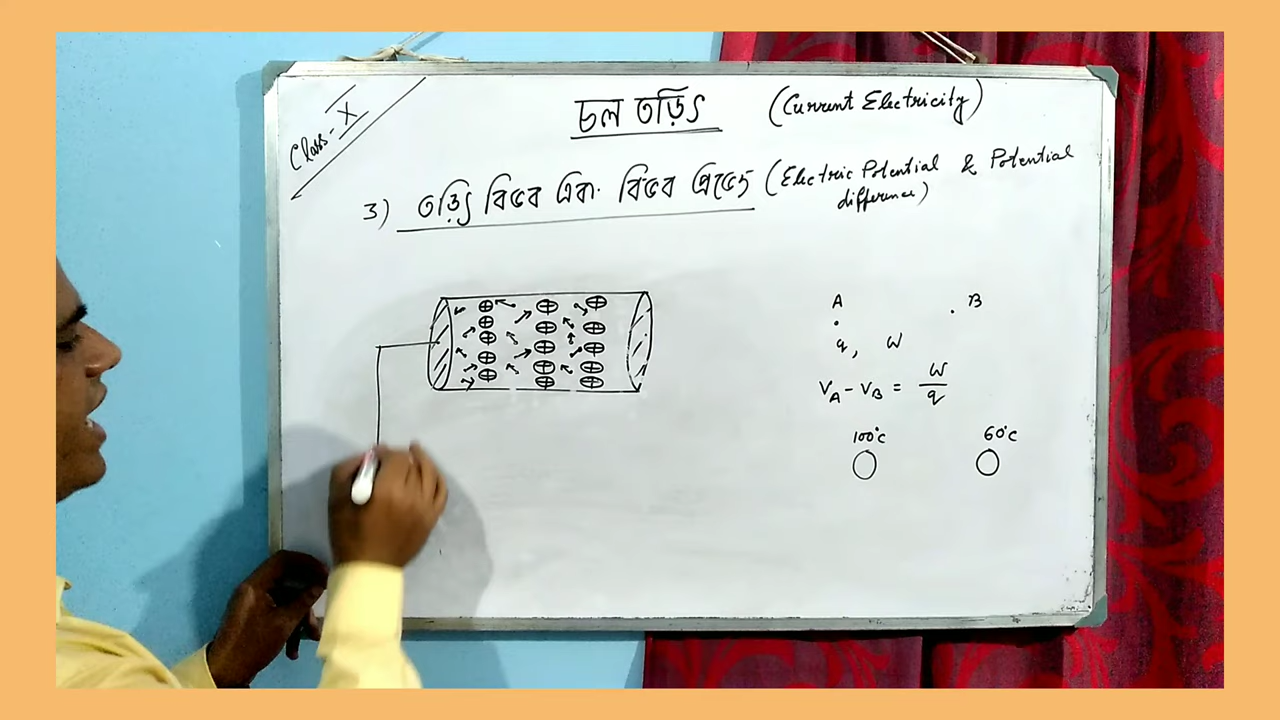 Class - X
চল তড়িৎ (Current Electricity)
3) তড়িৎ বিভব এবং বিভব প্রভেদ (Electric Potential & Potential
difference)
A B
q, W
V_A - V_B = W/q
100°C 60°C